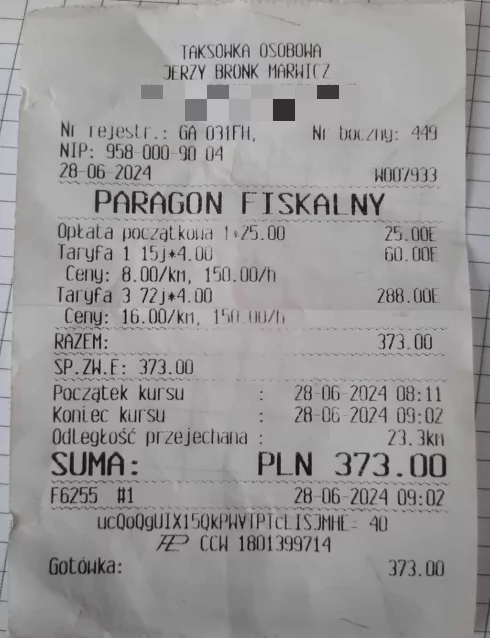 TAKSOWKA OSOBOWA
JERZY BRONK MARWICZ
Nr rejestr.: GA 031FH, Nr boczny: 449
NIP: 958-000-90 04
28-06-2024 W007933
PARAGON FISKALNY
Opłata początkowa 1*25.00 25.00E
Taryfa 1 15j*4.00 60.00E
Ceny: 8.00/km, 150.00/h
Taryfa 3 72j*4.00 288.00E
Ceny: 16.00/km, 150.00/h
RAZEM: 373.00
SP.ZW.E: 373.00
Początek kursu : 28-06-2024 08:11
Koniec kursu : 28-06-2024 09:02
Odległość przejechana : 23.3km
SUMA: PLN 373.00
F6255 #1 28-06-2024 09:02
ucQoQgUIX15QkPWVTPTcLISJMHE= 40
CCW 1801399714
Gotówka: 373.00